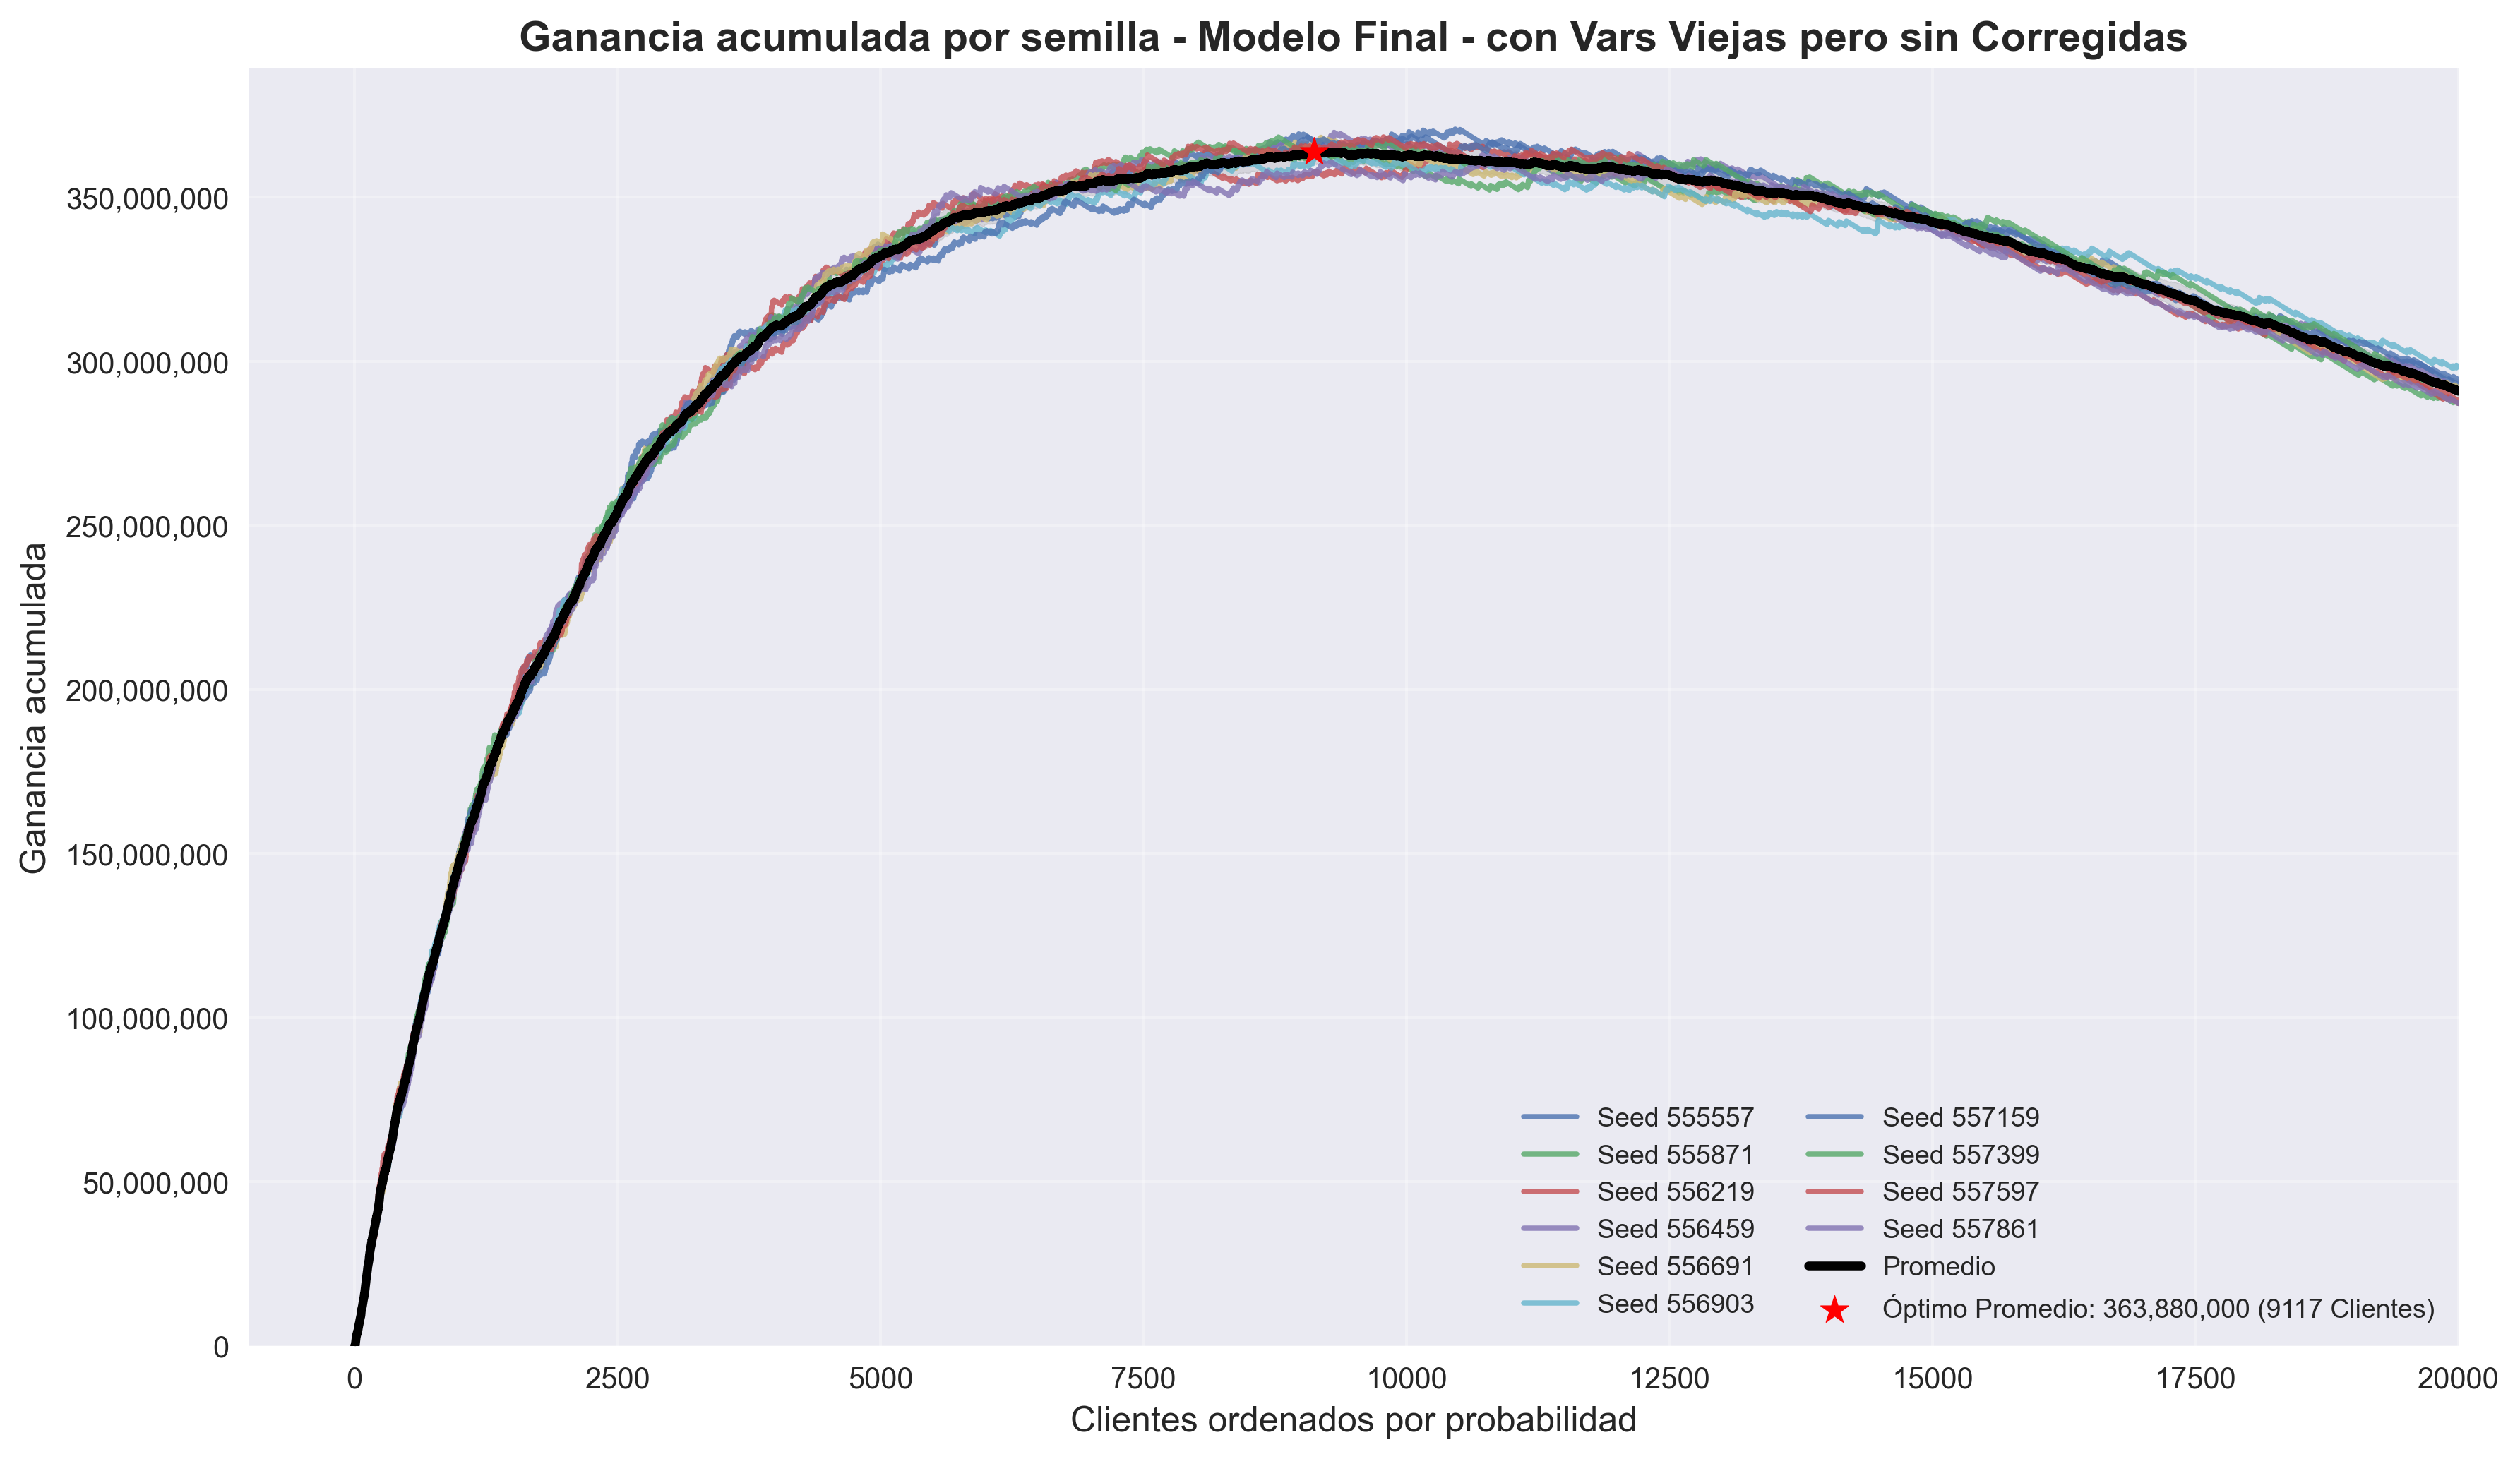 Ganancia acumulada por semilla - Modelo Final - con Vars Viejas pero sin Corregidas
Ganancia acumulada
350,000,000
300,000,000
250,000,000
200,000,000
150,000,000
100,000,000
50,000,000
0
0 2500 5000 7500 10000 12500 15000 17500 20000
Clientes ordenados por probabilidad
Seed 555557
Seed 555871
Seed 556219
Seed 556459
Seed 556691
Seed 556903
Seed 557159
Seed 557399
Seed 557597
Seed 557861
Promedio
Óptimo Promedio: 363,880,000 (9117 Clientes)